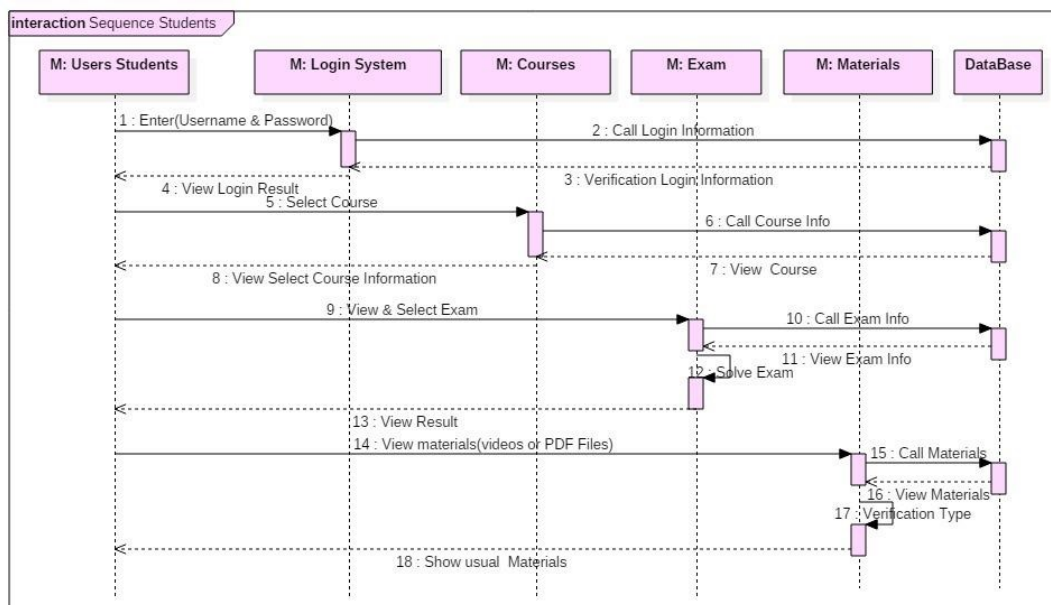 interaction Sequence Students
M: Users Students
M: Login System
M: Courses
M: Exam
M: Materials
DataBase
1 : Enter(Username & Password)
2 : Call Login Information
3 : Verification Login Information
4 : View Login Result
5 : Select Course
6 : Call Course Info
7 : View  Course
8 : View Select Course Information
9 : View & Select Exam
10 : Call Exam Info
11 : View Exam Info
12 : Solve Exam
13 : View Result
14 : View materials(videos or PDF Files)
15 : Call Materials
16 : View Materials
17 : Verification Type
18 : Show usual  Materials